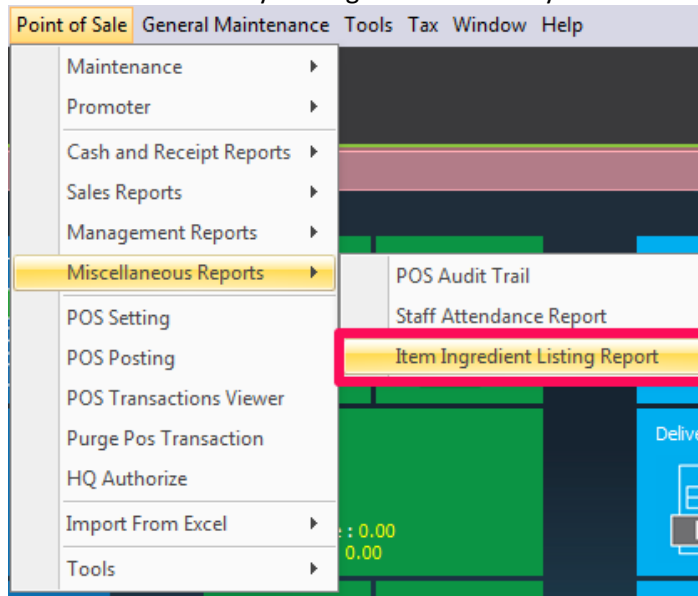 Point of Sale General Maintenance Tools Tax Window Help
Maintenance
Promoter
Cash and Receipt Reports
Sales Reports
Management Reports
Miscellaneous Reports
POS Audit Trail
POS Setting
Staff Attendance Report
POS Posting
Item Ingredient Listing Report
POS Transactions Viewer
Purge Pos Transaction
HQ Authorize
Import From Excel
: 0.00
0.00
Tools